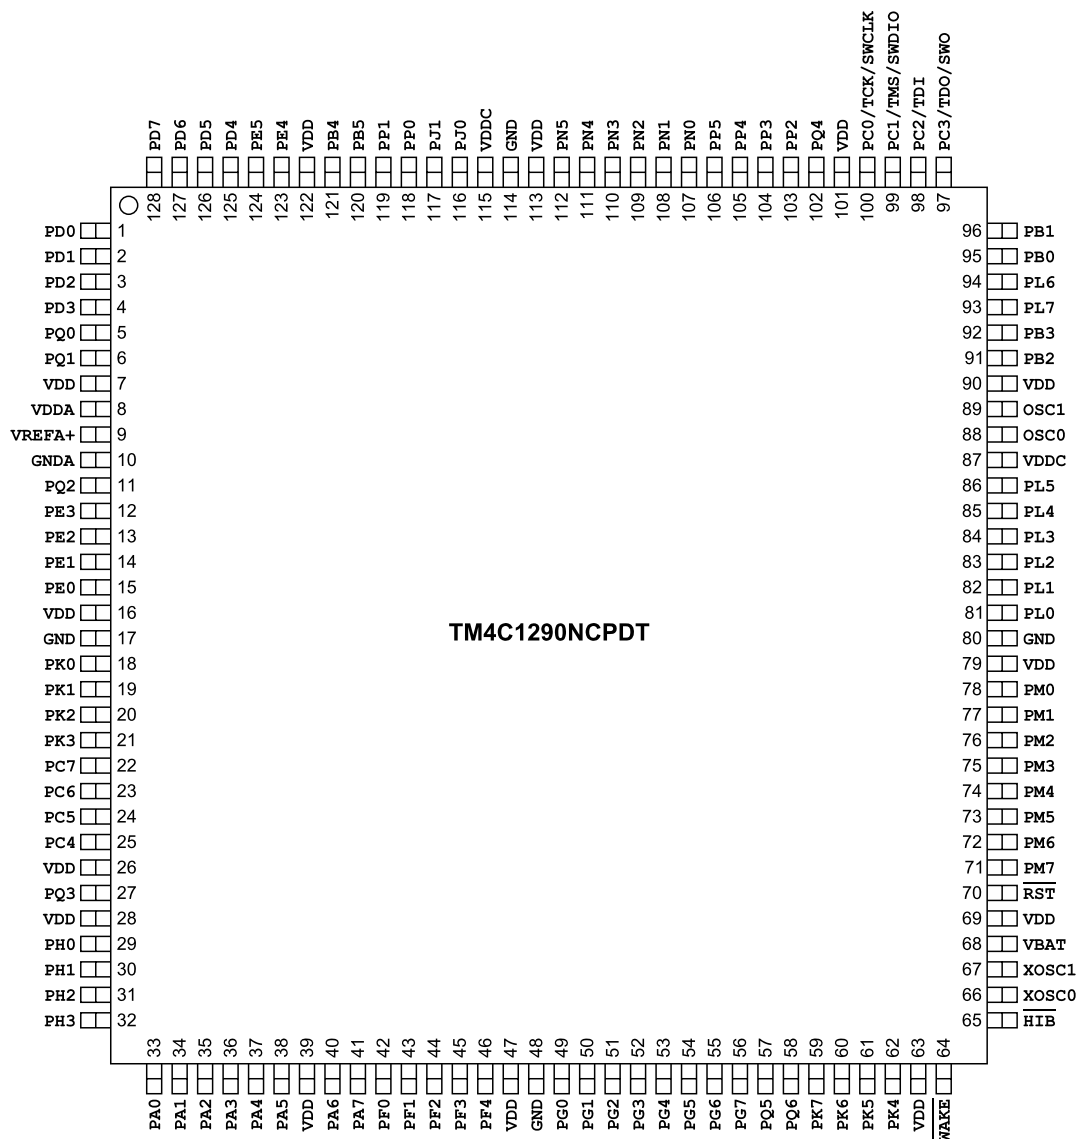 PC0/TCK/SWCLK
PC1/TMS/SWDIO
PC2/TDI
PC3/TDO/SWO
PD7 PD6 PD5 PD4 PE5 PE4 VDD PB4 PB5 PP1 PP0 PJ1 PJ0 VDDC GND VDD PN5 PN4 PN3 PN2 PN1 PN0 PP5 PP4 PP3 PP2 PQ4 VDD
128 127 126 125 124 123 122 121 120 119 118 117 116 115 114 113 112 111 110 109 108 107 106 105 104 103 102 101 100 99 98 97
PD0 1 96 PB1
PD1 2 95 PB0
PD2 3 94 PL6
PD3 4 93 PL7
PQ0 5 92 PB3
PQ1 6 91 PB2
VDD 7 90 VDD
VDDA 8 89 OSC1
VREFA+ 9 88 OSC0
GNDA 10 87 VDDC
PQ2 11 86 PL5
PE3 12 85 PL4
PE2 13 84 PL3
PE1 14 83 PL2
PE0 15 82 PL1
VDD 16 81 PL0
TM4C1290NCPDT
GND 17 80 GND
PK0 18 79 VDD
PK1 19 78 PM0
PK2 20 77 PM1
PK3 21 76 PM2
PC7 22 75 PM3
PC6 23 74 PM4
PC5 24 73 PM5
PC4 25 72 PM6
VDD 26 71 PM7
PQ3 27 70 RST
VDD 28 69 VDD
PH0 29 68 VBAT
PH1 30 67 XOSC1
PH2 31 66 XOSC0
PH3 32 65 HIB
33 34 35 36 37 38 39 40 41 42 43 44 45 46 47 48 49 50 51 52 53 54 55 56 57 58 59 60 61 62 63 64
PA0 PA1 PA2 PA3 PA4 PA5 VDD PA6 PA7 PF0 PF1 PF2 PF3 PF4 VDD GND PG0 PG1 PG2 PG3 PG4 PG5 PG6 PG7 PQ5 PQ6 PK7 PK6 PK5 PK4 VDD WAKE